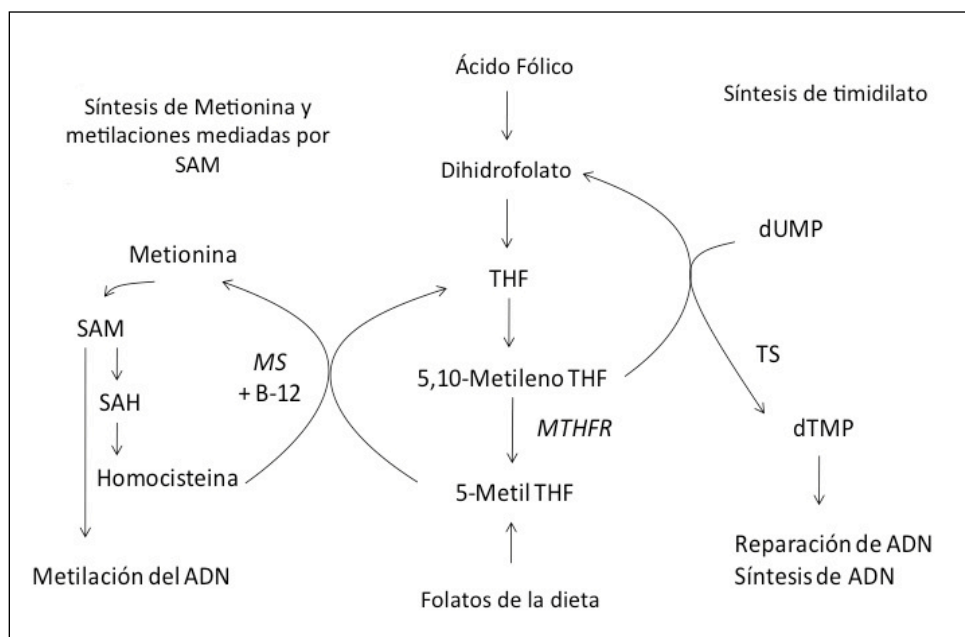 Ácido Fólico
Síntesis de Metionina y
metilaciones mediadas por
SAM
Síntesis de timidilato
Dihidrofolato
dUMP
Metionina
THF
SAM
MS
+ B-12
TS
SAH
5,10-Metileno THF
MTHFR
dTMP
Homocisteina
5-Metil THF
Reparación de ADN
Síntesis de ADN
Metilación del ADN
Folatos de la dieta